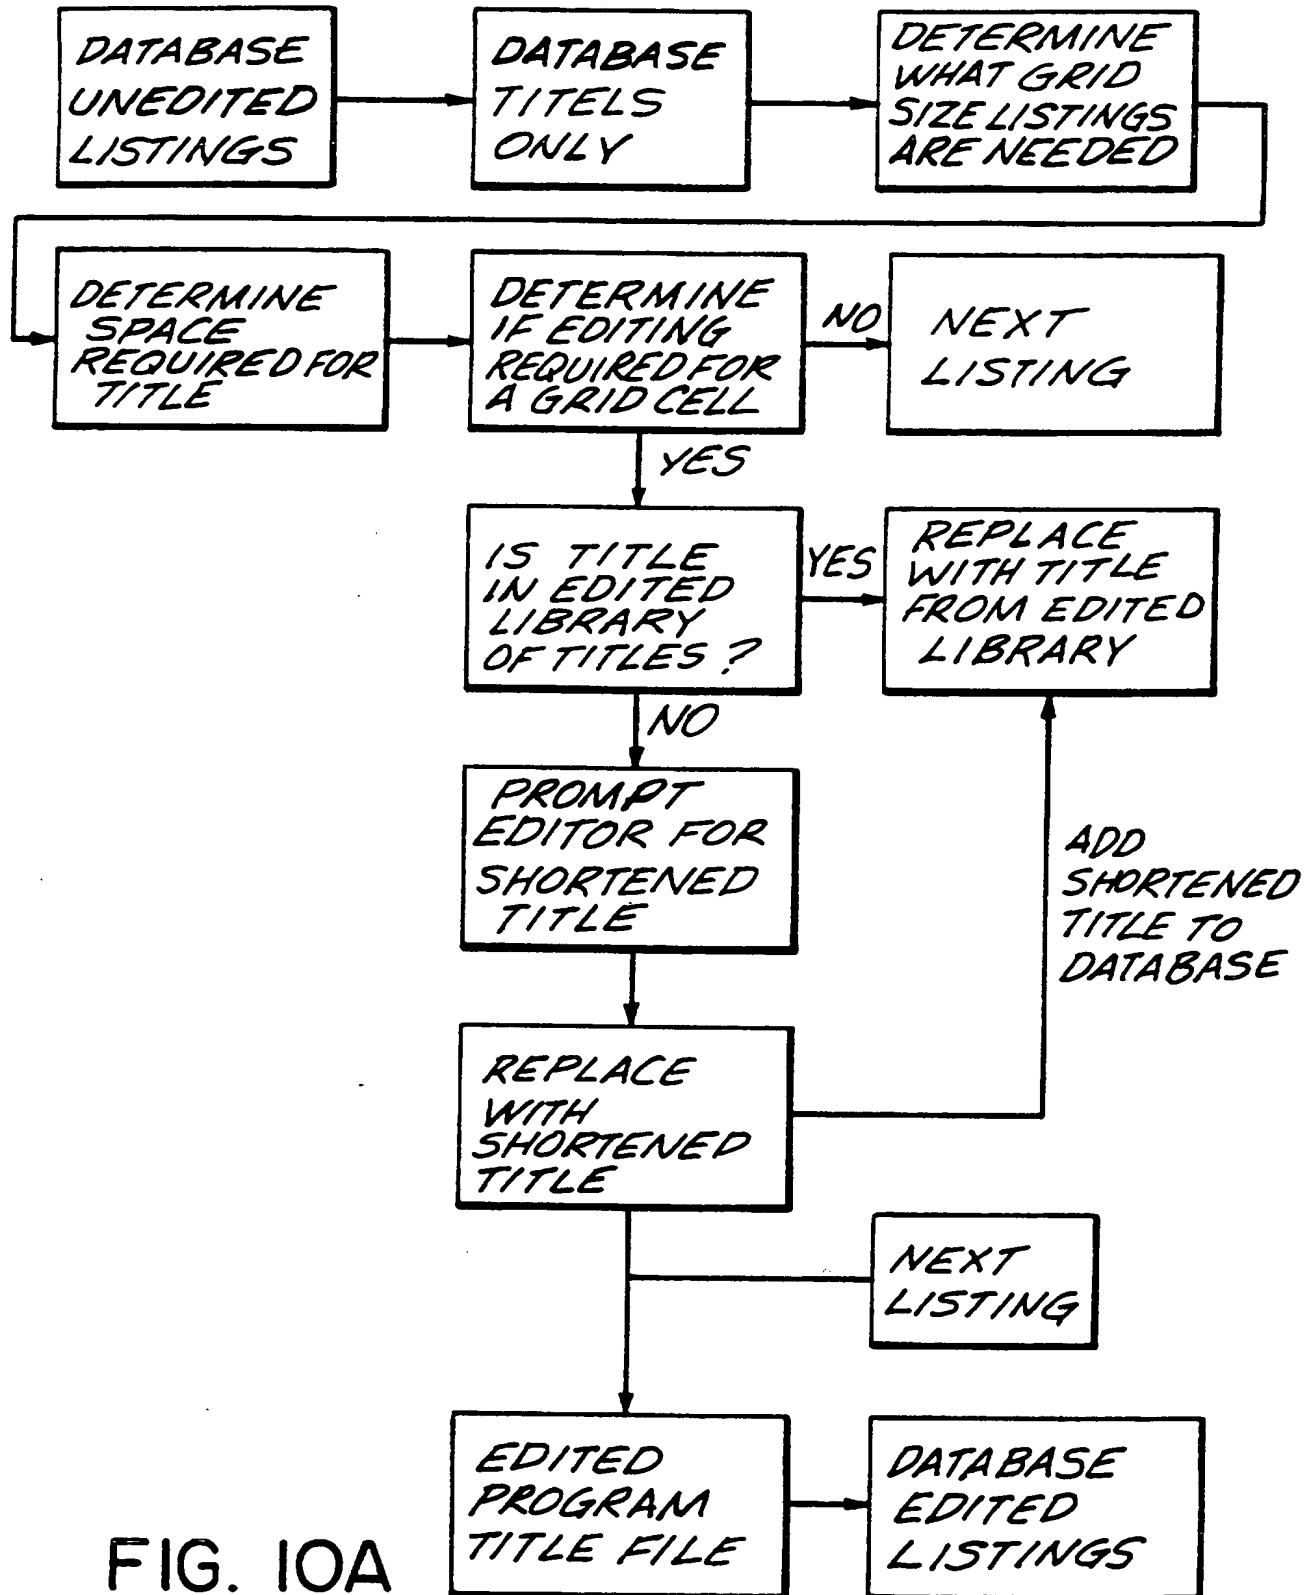 DATABASE
UNEDITED
LISTINGS
DATABASE
TITELS
ONLY
DETERMINE
WHAT GRID
SIZE LISTINGS
ARE NEEDED
DETERMINE
SPACE
REQUIRED FOR
TITLE
DETERMINE
IF EDITING
REQUIRED FOR
A GRID CELL
NO
NEXT
LISTING
YES
IS TITLE
IN EDITED
LIBRARY
OF TITLES ?
YES
REPLACE
WITH TITLE
FROM EDITED
LIBRARY
NO
PROMPT
EDITOR FOR
SHORTENED
TITLE
ADD
SHORTENED
TITLE TO
DATABASE
REPLACE
WITH
SHORTENED
TITLE
NEXT
LISTING
EDITED
PROGRAM
TITLE FILE
DATABASE
EDITED
LISTINGS
FIG. 10A